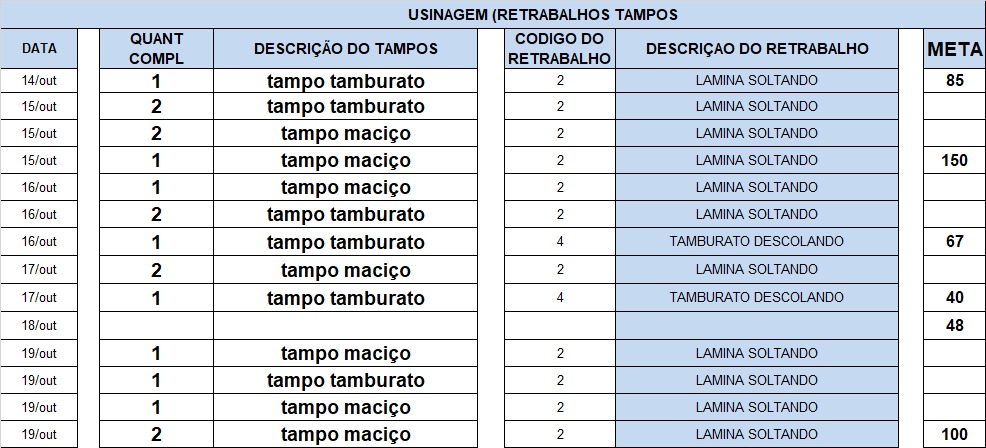 USINAGEM (RETRABALHOS TAMPOS
DATA QUANT COMPL DESCRIÇÃO DO TAMPOS CODIGO DO RETRABALHO DESCRIÇAO DO RETRABALHO META
14/out 1 tampo tamburato 2 LAMINA SOLTANDO 85
15/out 2 tampo tamburato 2 LAMINA SOLTANDO
15/out 2 tampo maciço 2 LAMINA SOLTANDO
15/out 1 tampo maciço 2 LAMINA SOLTANDO 150
16/out 1 tampo maciço 2 LAMINA SOLTANDO
16/out 2 tampo tamburato 2 LAMINA SOLTANDO
16/out 1 tampo tamburato 4 TAMBURATO DESCOLANDO 67
17/out 2 tampo maciço 2 LAMINA SOLTANDO
17/out 1 tampo tamburato 4 TAMBURATO DESCOLANDO 40
18/out 48
19/out 1 tampo maciço 2 LAMINA SOLTANDO
19/out 1 tampo tamburato 2 LAMINA SOLTANDO
19/out 1 tampo maciço 2 LAMINA SOLTANDO
19/out 2 tampo maciço 2 LAMINA SOLTANDO 100